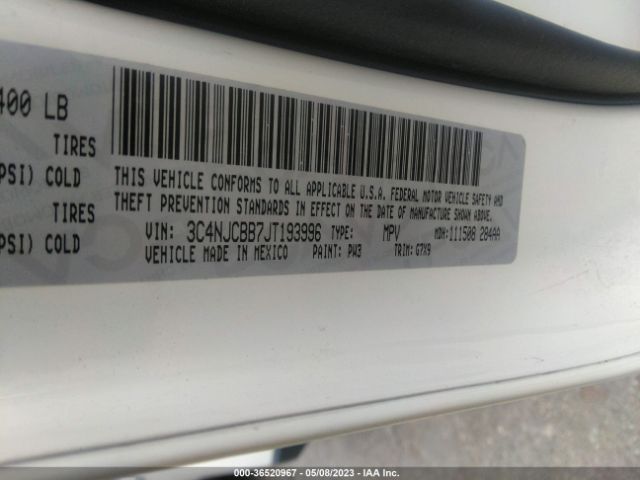 400 LB
TIRES
PSI) COLD
TIRES
PSI) COLD
THIS VEHICLE CONFORMS TO ALL APPLICABLE U.S.A. FEDERAL MOTOR VEHICLE SAFETY AND
THEFT PREVENTION STANDARDS IN EFFECT ON THE DATE OF MANUFACTURE SHOWN ABOVE.
VIN: 3C4NJCBB7JT193996 TYPE: MPV MDH:111508 284AA
VEHICLE MADE IN MEXICO PAINT: PW3 TRIM: G7X9
000-36520967 - 05/08/2023 - IAA Inc.